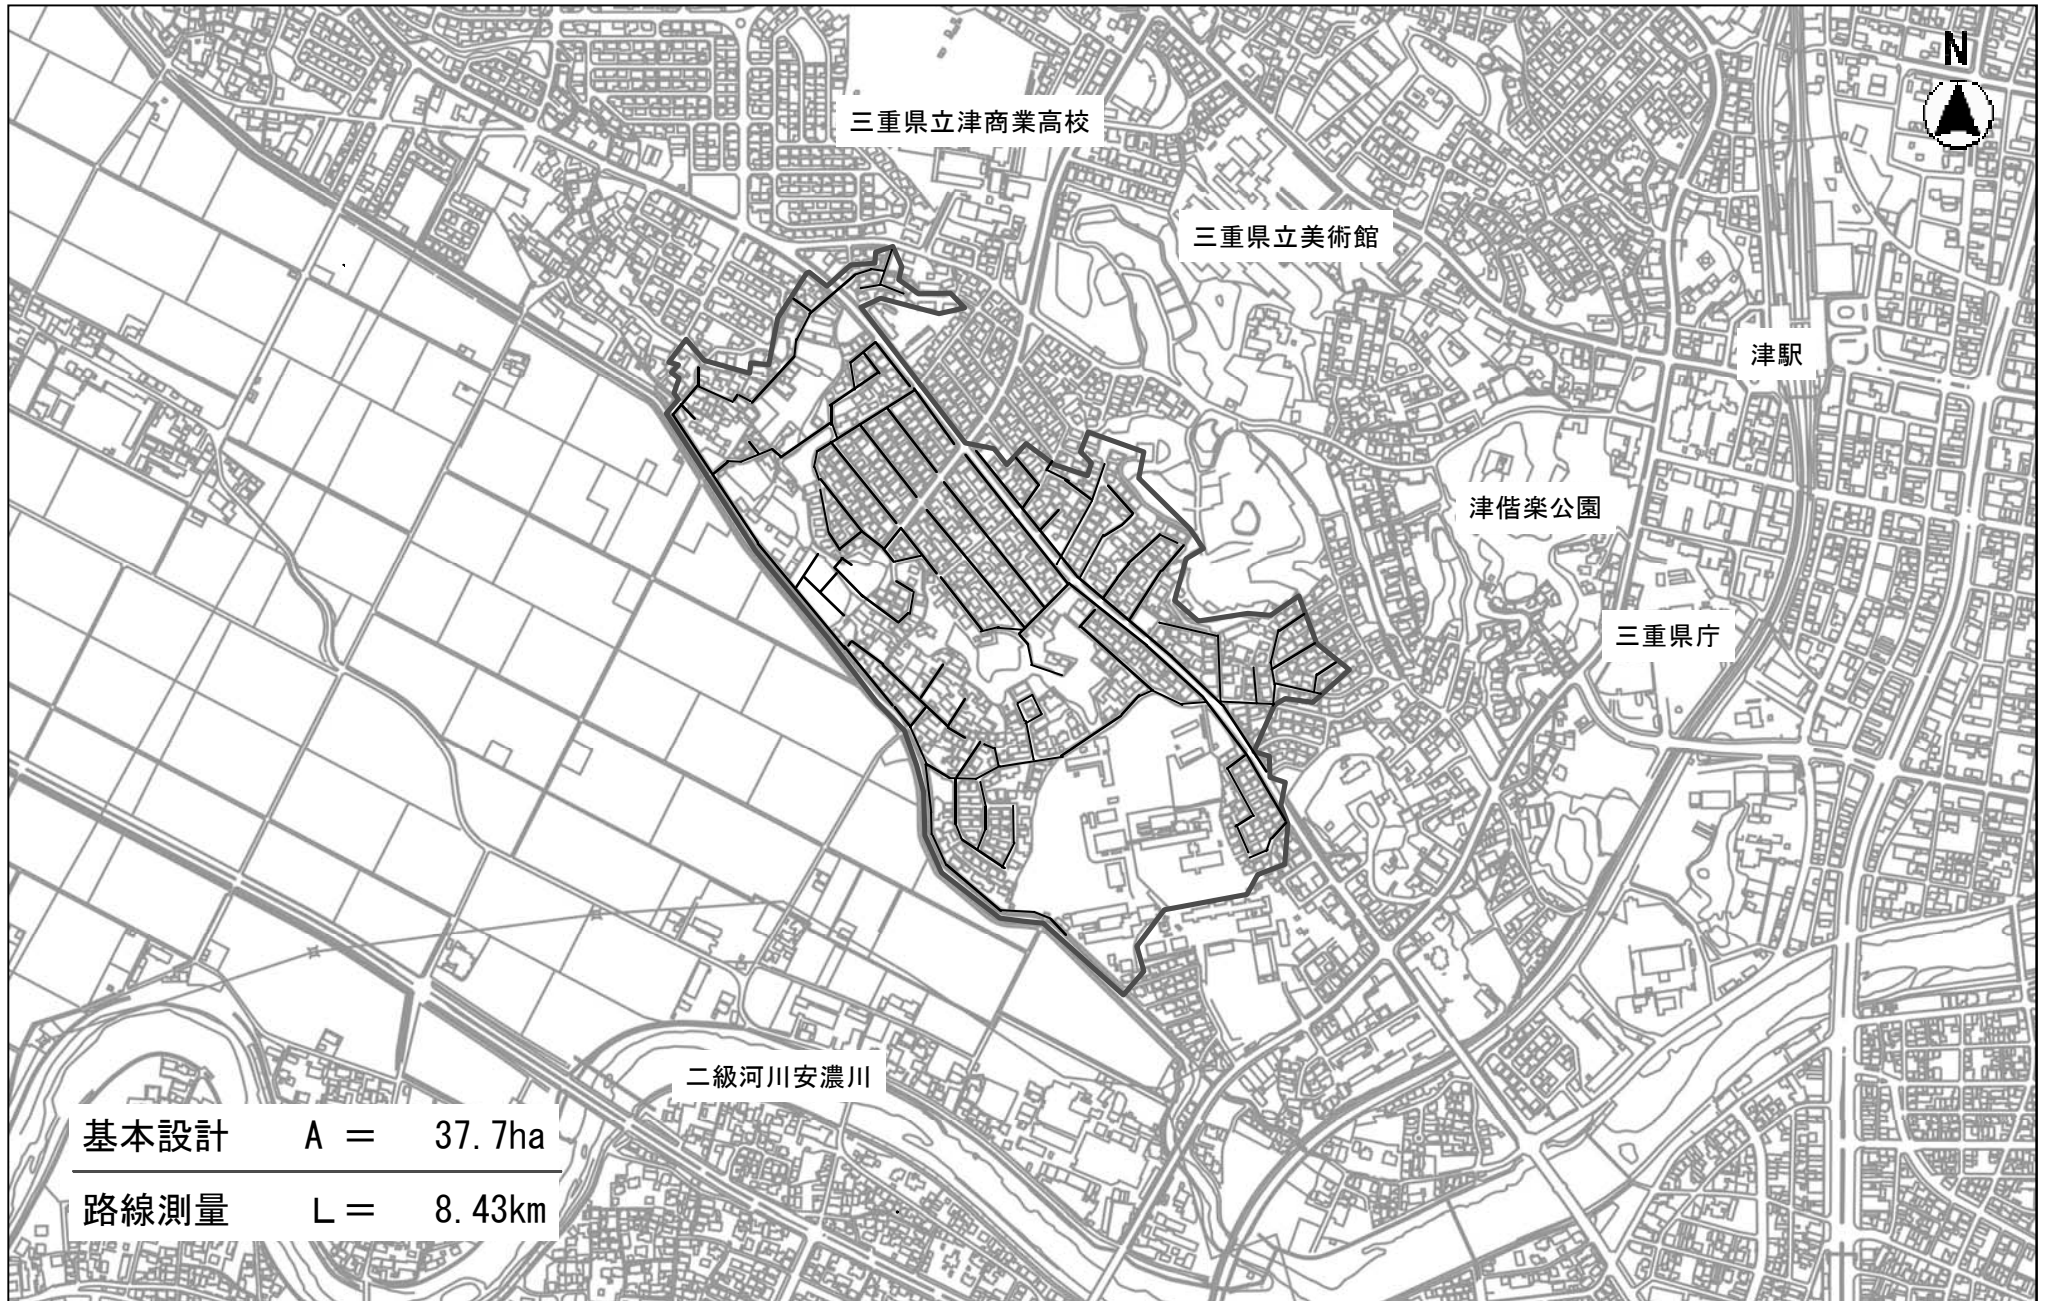 N
三重県立津商業高校
三重県立美術館
津駅
津偕楽公園
三重県庁
二級河川安濃川
基本設計 A = 37.7ha
路線測量 L = 8.43km